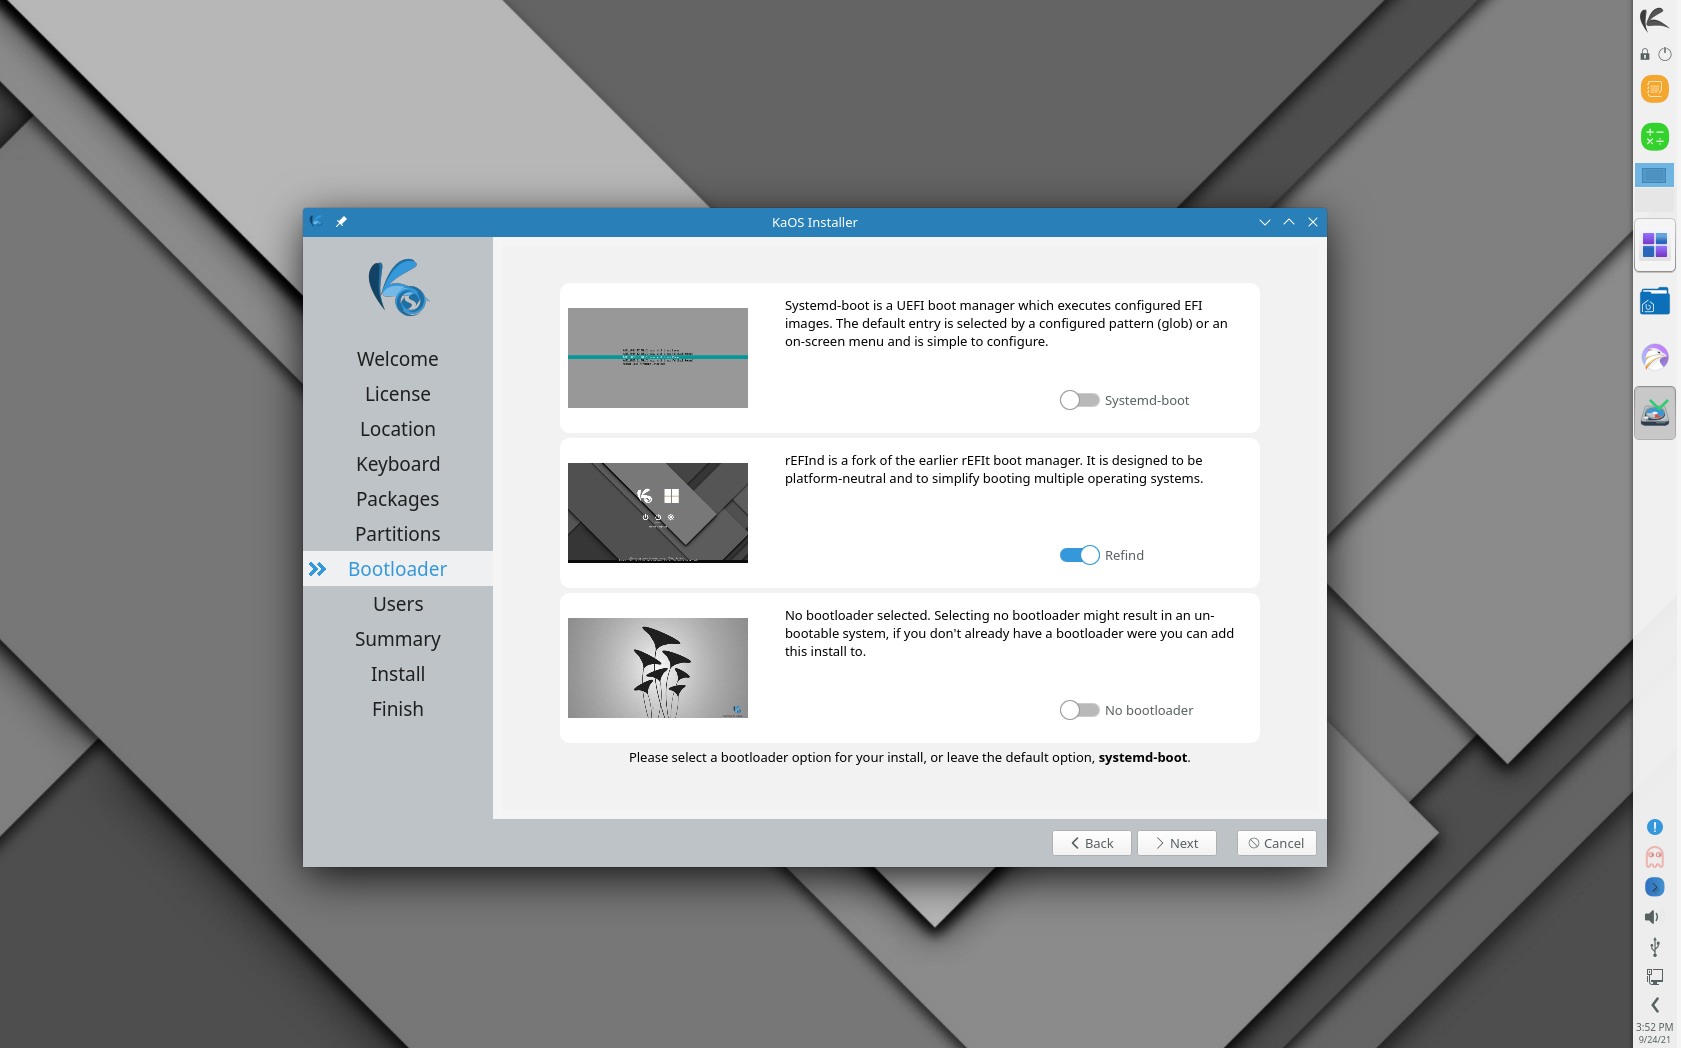 KaOS Installer
Welcome
License
Location
Keyboard
Packages
Partitions
Bootloader
Users
Summary
Install
Finish
Systemd-boot is a UEFI boot manager which executes configured EFI
images. The default entry is selected by a configured pattern (glob) or an
on-screen menu and is simple to configure.
Systemd-boot
rEFInd is a fork of the earlier rEFIt boot manager. It is designed to be
platform-neutral and to simplify booting multiple operating systems.
Refind
No bootloader selected. Selecting no bootloader might result in an un-
bootable system, if you don't already have a bootloader were you can add
this install to.
No bootloader
Please select a bootloader option for your install, or leave the default option, systemd-boot.
Back
Next
Cancel
3:52 PM
9/24/21